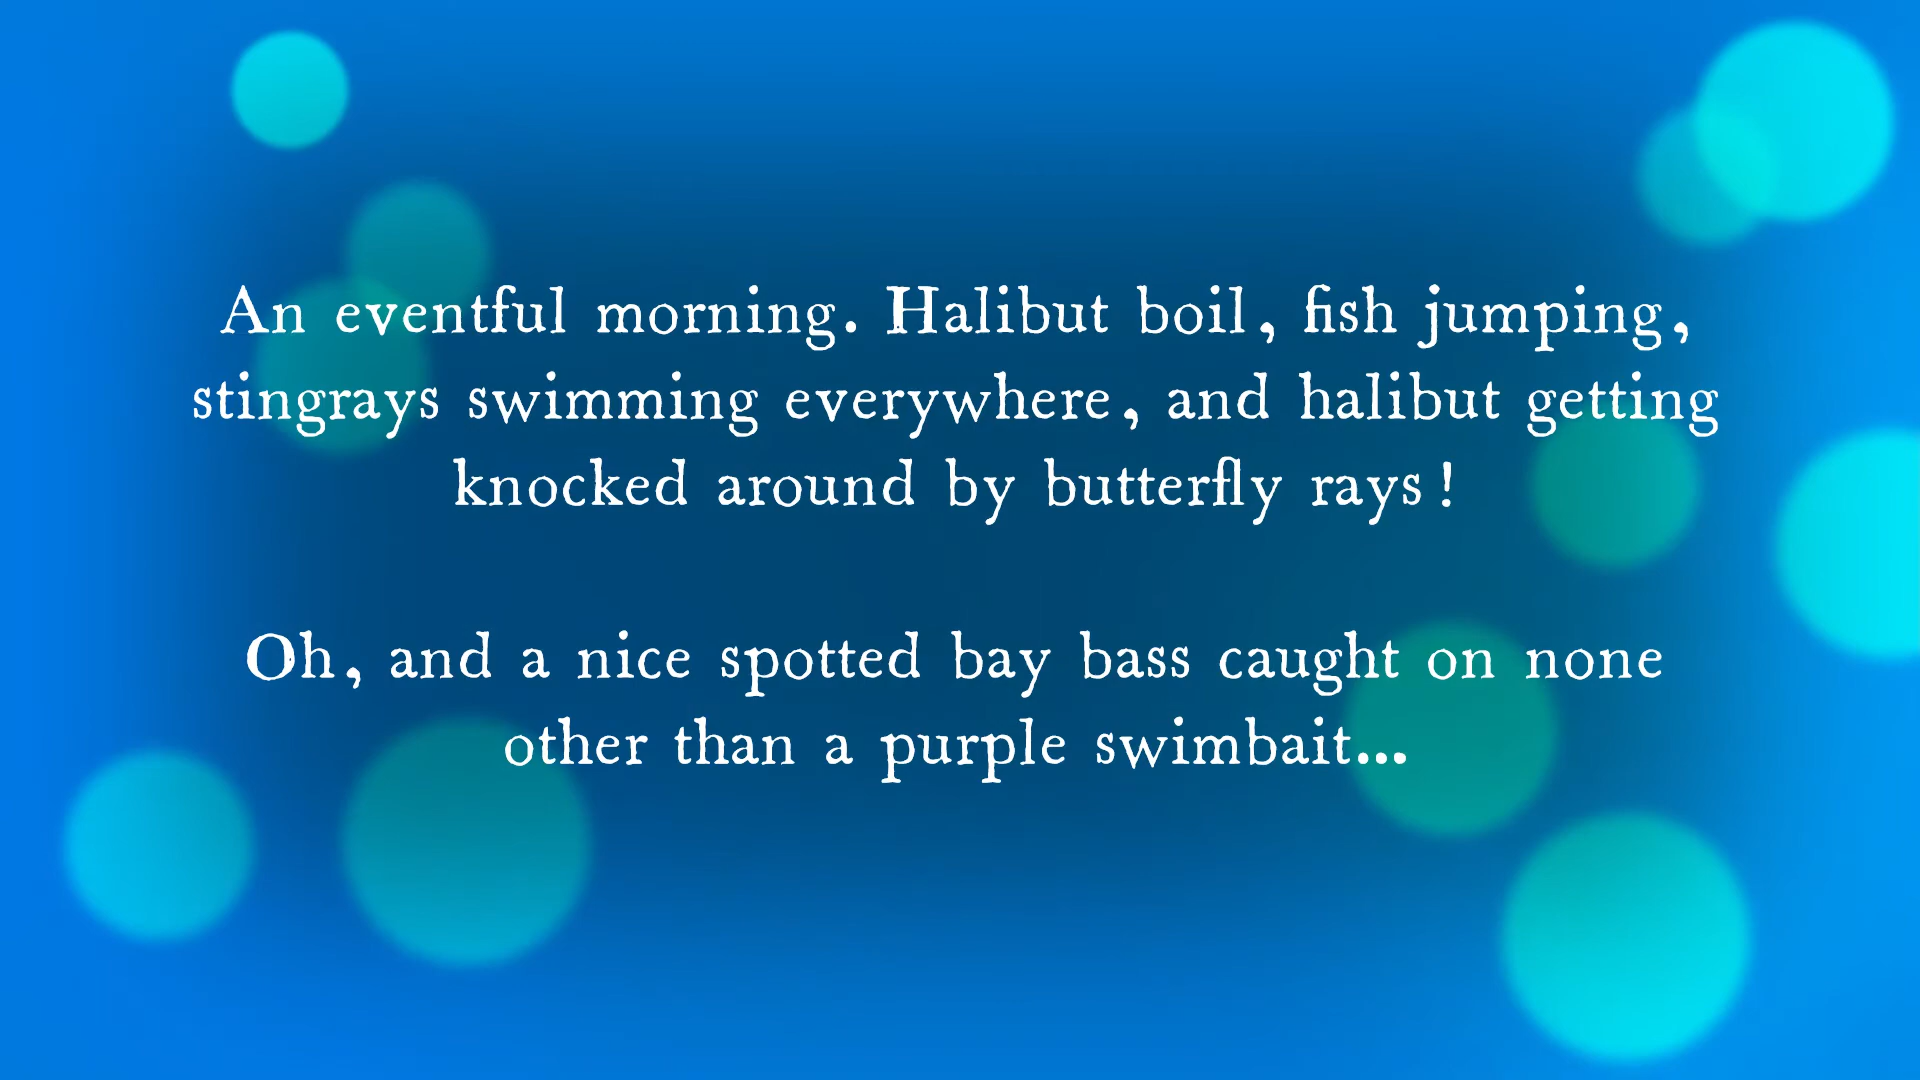 An eventful morning. Halibut boil, fish jumping,
stingrays swimming everywhere, and halibut getting
knocked around by butterfly rays!
Oh, and a nice spotted bay bass caught on none
other than a purple swimbait...